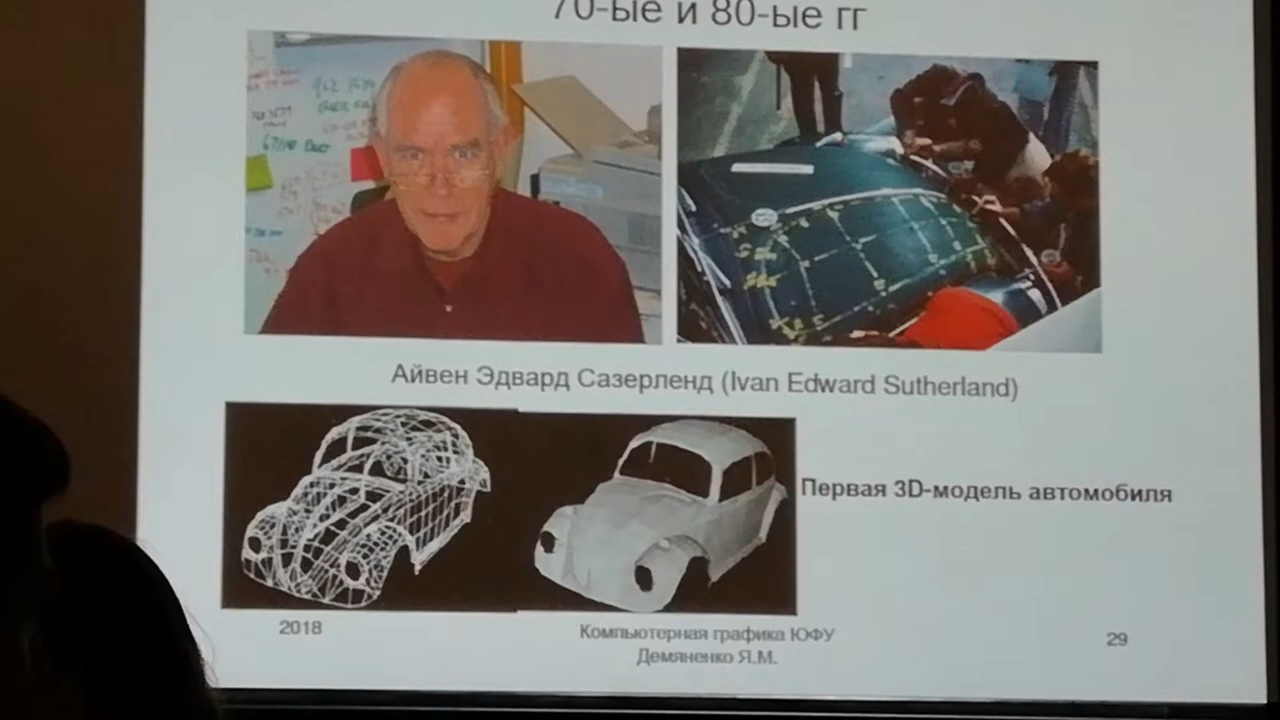 70-ые и 80-ые гг
Айвен Эдвард Сазерленд (Ivan Edward Sutherland)
Первая 3D-модель автомобиля
2018
Компьютерная графика ЮФУ
Демяненко Я.М.
29